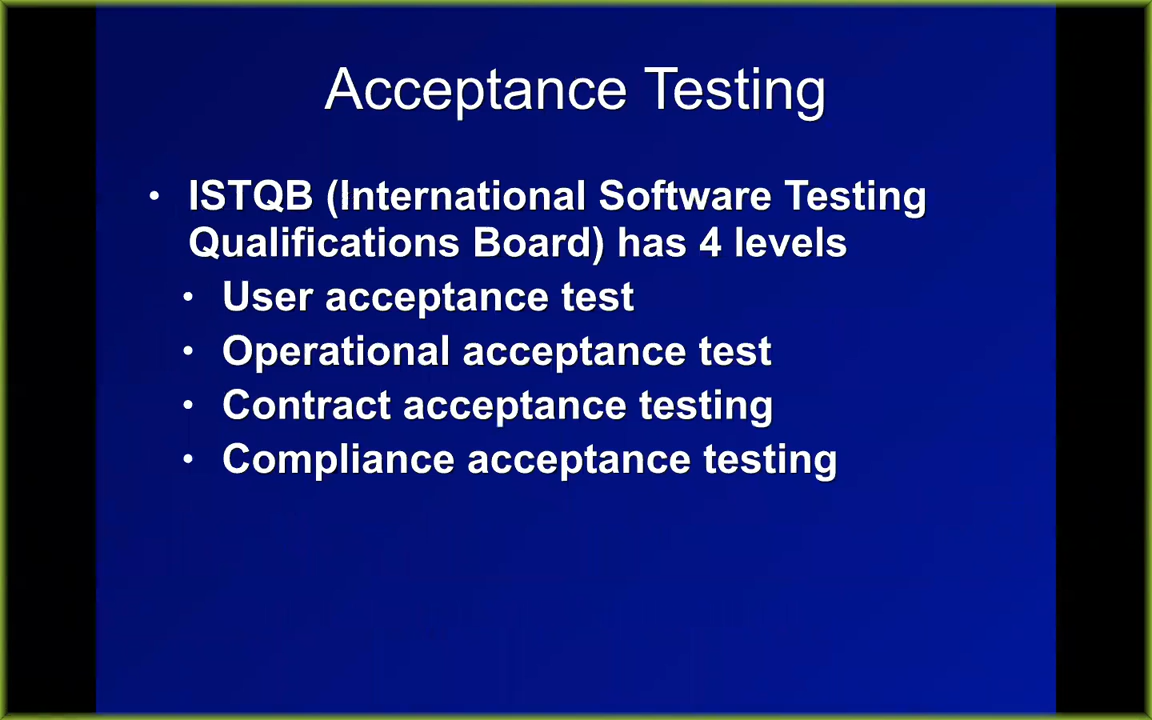 Acceptance Testing
• ISTQB (International Software Testing
Qualifications Board) has 4 levels
• User acceptance test
• Operational acceptance test
• Contract acceptance testing
• Compliance acceptance testing